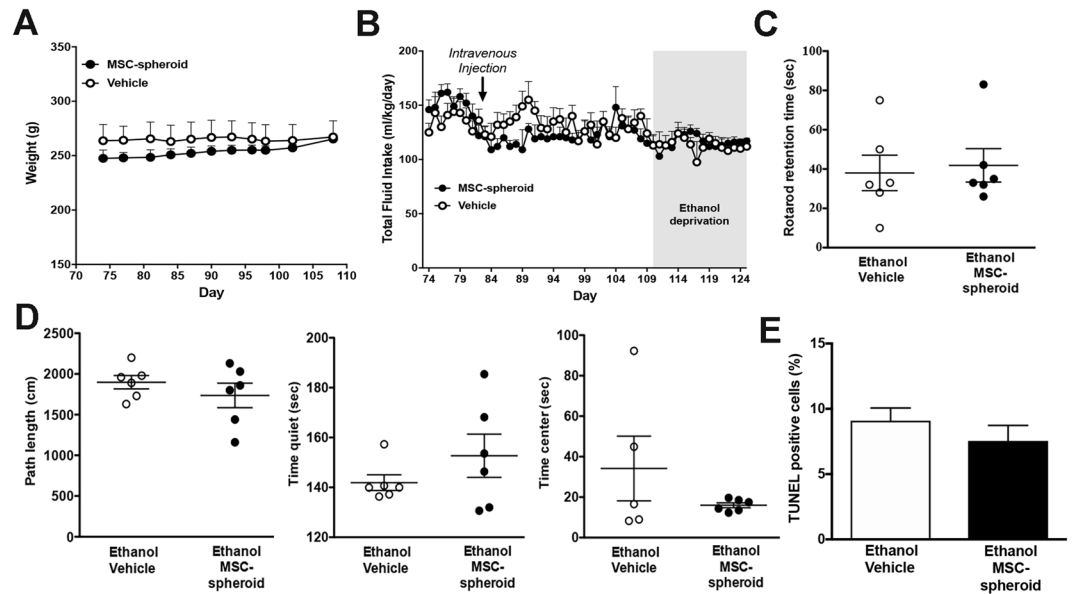 A
350
300
250
200
150
Weight (g)
MSC-spheroid
Vehicle
70 75 80 85 90 95 100 105 110
Day
B
200
150
100
50
0
Total Fluid Intake (ml/kg/day)
Intravenous
Injection
MSC-spheroid
Vehicle
Ethanol
deprivation
74 79 84 89 94 99 104 109 114 119 124
Day
C
100
80
60
40
20
0
Rotarod retention time (sec)
Ethanol
Vehicle
Ethanol
MSC-
spheroid
D
2500
2000
1500
1000
500
0
Path length (cm)
Ethanol
Vehicle
Ethanol
MSC-
spheroid
200
180
160
140
120
Time quiet (sec)
Ethanol
Vehicle
Ethanol
MSC-
spheroid
100
80
60
40
20
0
Time center (sec)
Ethanol
Vehicle
Ethanol
MSC-
spheroid
E
15
10
5
0
TUNEL positive cells (%)
Ethanol
Vehicle
Ethanol
MSC-
spheroid